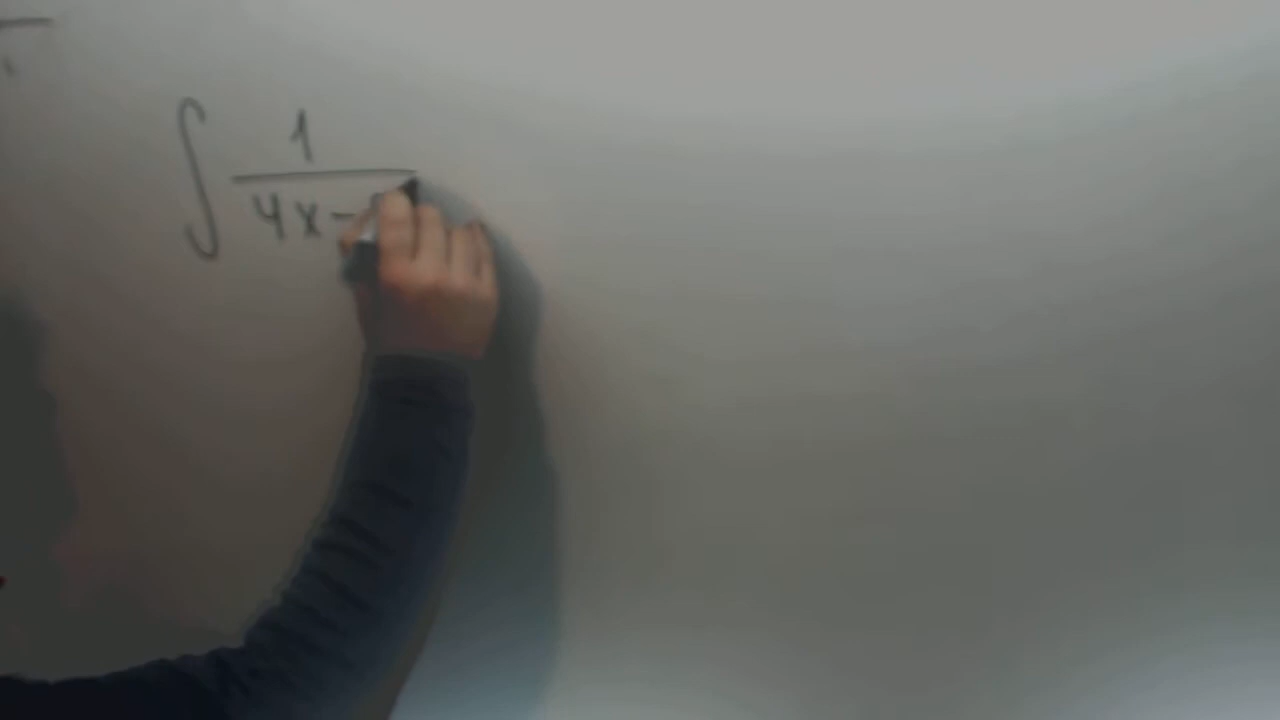 ∫ 1/(4x-